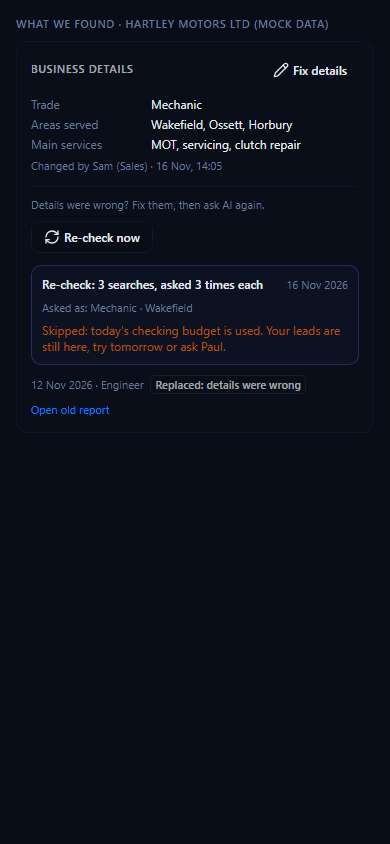 WHAT WE FOUND · HARTLEY MOTORS LTD (MOCK DATA)
BUSINESS DETAILS
Fix details
Trade Mechanic
Areas served Wakefield, Ossett, Horbury
Main services MOT, servicing, clutch repair
Changed by Sam (Sales) · 16 Nov, 14:05
Details were wrong? Fix them, then ask AI again.
Re-check now
Re-check: 3 searches, asked 3 times each 16 Nov 2026
Asked as: Mechanic · Wakefield
Skipped: today's checking budget is used. Your leads are
still here, try tomorrow or ask Paul.
12 Nov 2026 · Engineer Replaced: details were wrong
Open old report